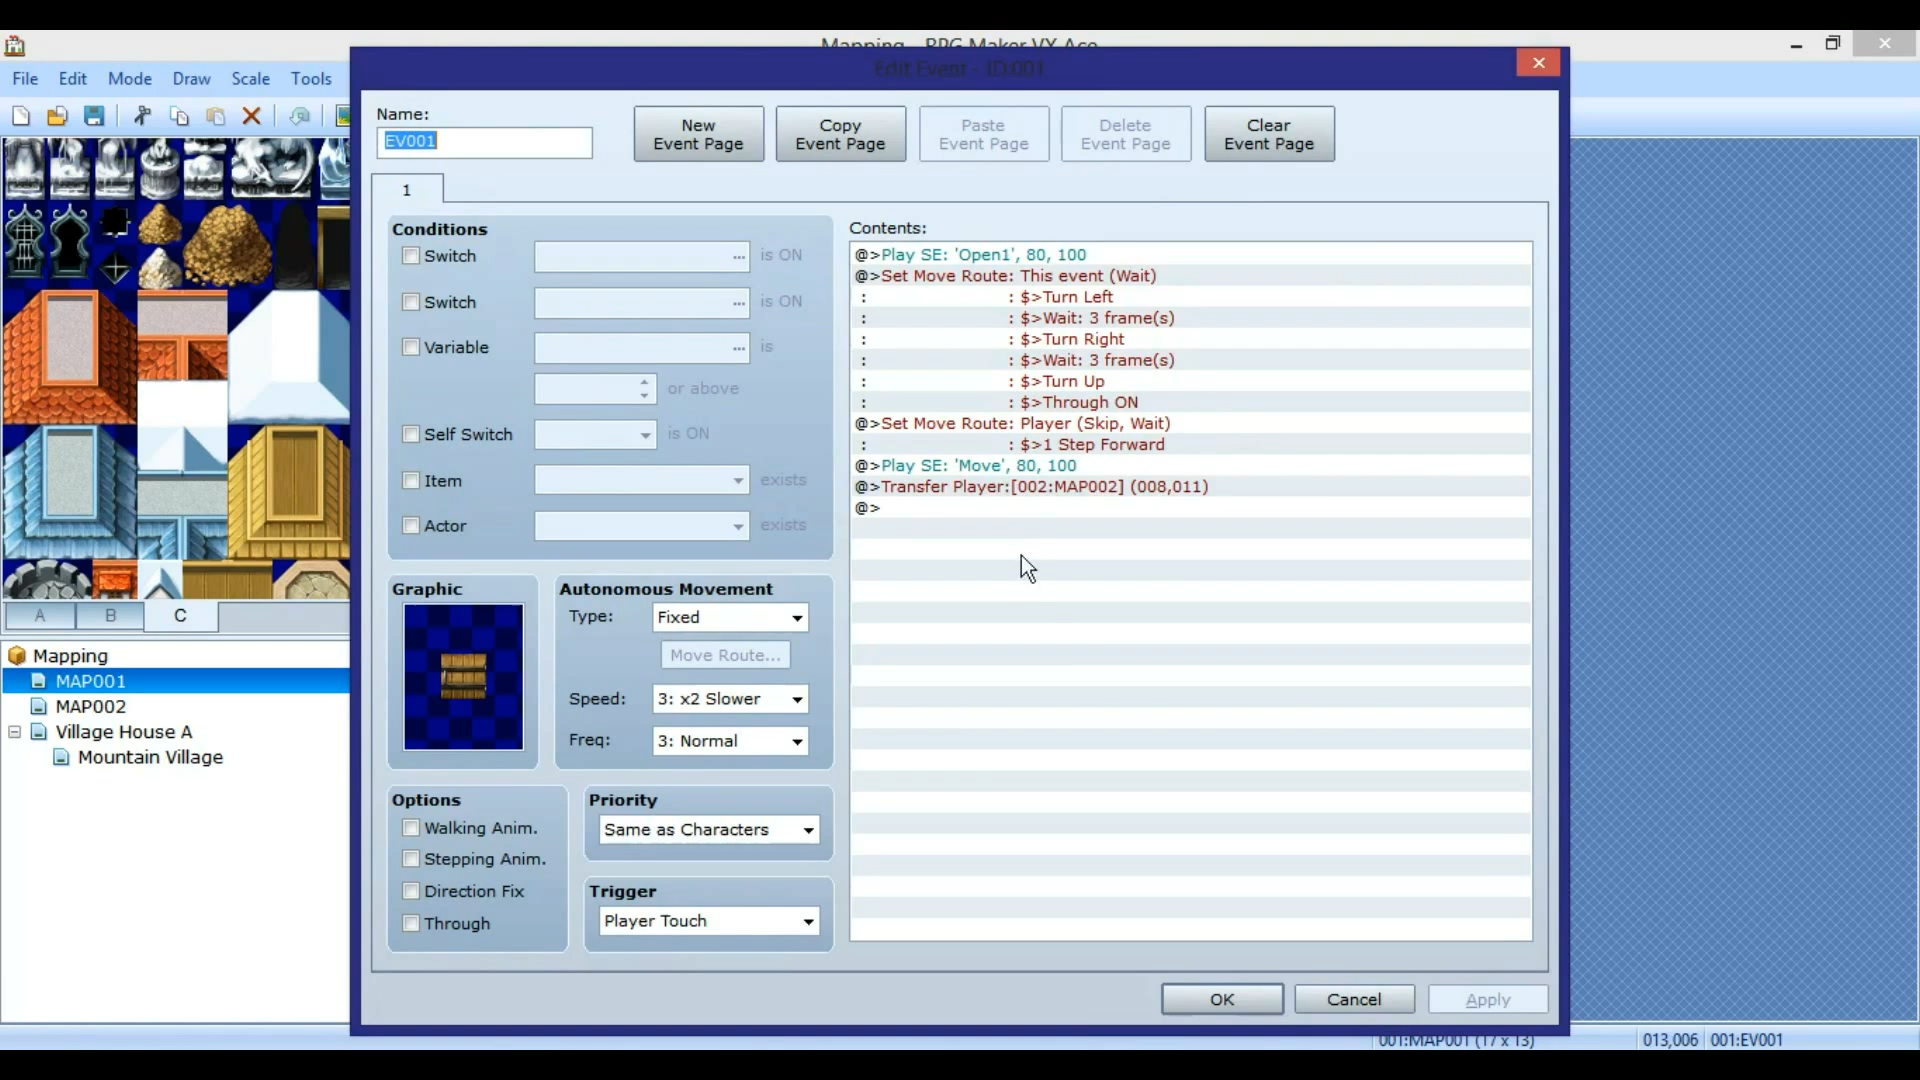 Mapping - RPG Maker VX Ace
Edit Event - ID:001
File Edit Mode Draw Scale Tools
Name:
EV001
New Event Page
Copy Event Page
Paste Event Page
Delete Event Page
Clear Event Page
1
Conditions
Switch ... is ON
Switch ... is ON
Variable ... is
or above
Self Switch is ON
Item exists
Actor exists
Graphic
Autonomous Movement
Type: Fixed
Move Route...
Speed: 3: x2 Slower
Freq: 3: Normal
Options
Walking Anim.
Stepping Anim.
Direction Fix
Through
Priority
Same as Characters
Trigger
Player Touch
Contents:
@>Play SE: 'Open1', 80, 100
@>Set Move Route: This event (Wait)
: : $>Turn Left
: : $>Wait: 3 frame(s)
: : $>Turn Right
: : $>Wait: 3 frame(s)
: : $>Turn Up
: : $>Through ON
@>Set Move Route: Player (Skip, Wait)
: : $>1 Step Forward
@>Play SE: 'Move', 80, 100
@>Transfer Player:[002:MAP002] (008,011)
@>
A B C
Mapping
MAP001
MAP002
Village House A
Mountain Village
OK Cancel Apply
001:MAP001 (17 x 13) 013,006 001:EV001